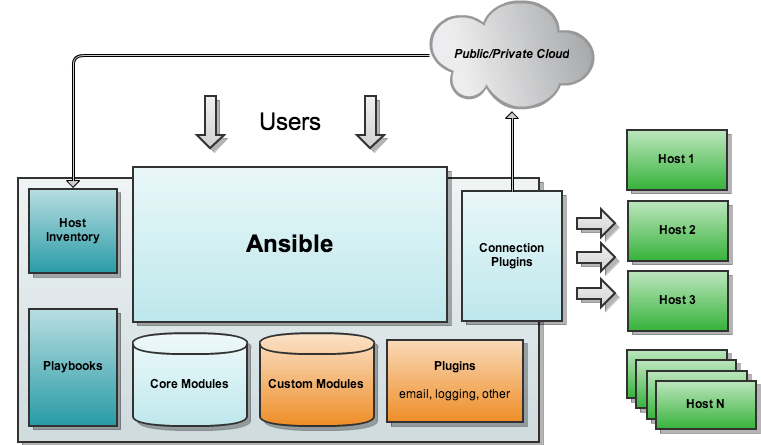 Public/Private Cloud
Users
Host 1
Host
Inventory
Ansible
Connection
Plugins
Host 2
Host 3
Playbooks
Core Modules
Custom Modules
Plugins
email, logging, other
Host N